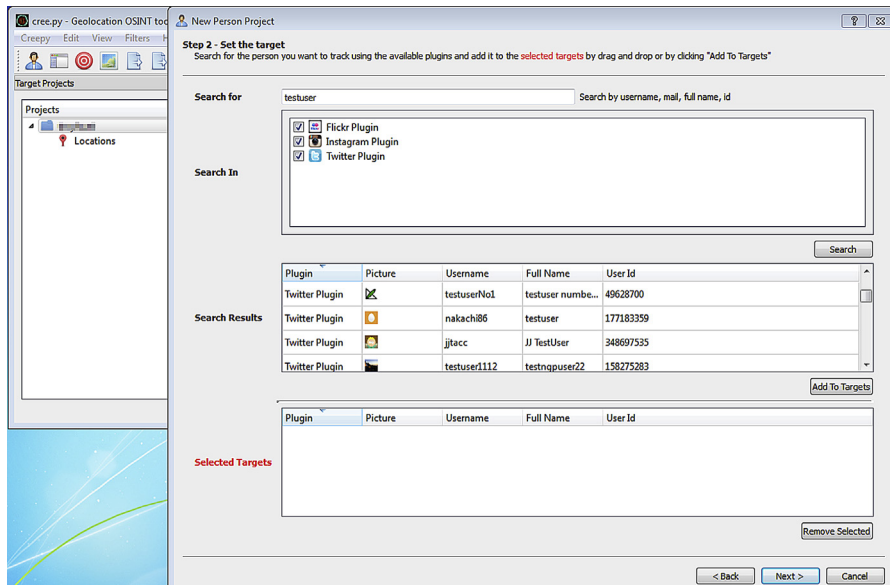 cree.py - Geolocation OSINT too
New Person Project
Creepy Edit View Filters H
Step 2 - Set the target
Search for the person you want to track using the available plugins and add it to the selected targets by drag and drop or by clicking "Add To Targets"
Target Projects
Projects
Locations
Search for
testuser
Search by username, mail, full name, id
Search In
Flickr Plugin
Instagram Plugin
Twitter Plugin
Search
Search Results
Plugin Picture Username Full Name User Id
Twitter Plugin testuserNo1 testuser numbe... 49628700
Twitter Plugin nakachi86 testuser 177183359
Twitter Plugin jjtacc JJ TestUser 348697535
Twitter Plugin testuser1112 testngpuser22 158275283
Add To Targets
Selected Targets
Plugin Picture Username Full Name User Id
Remove Selected
< Back Next > Cancel